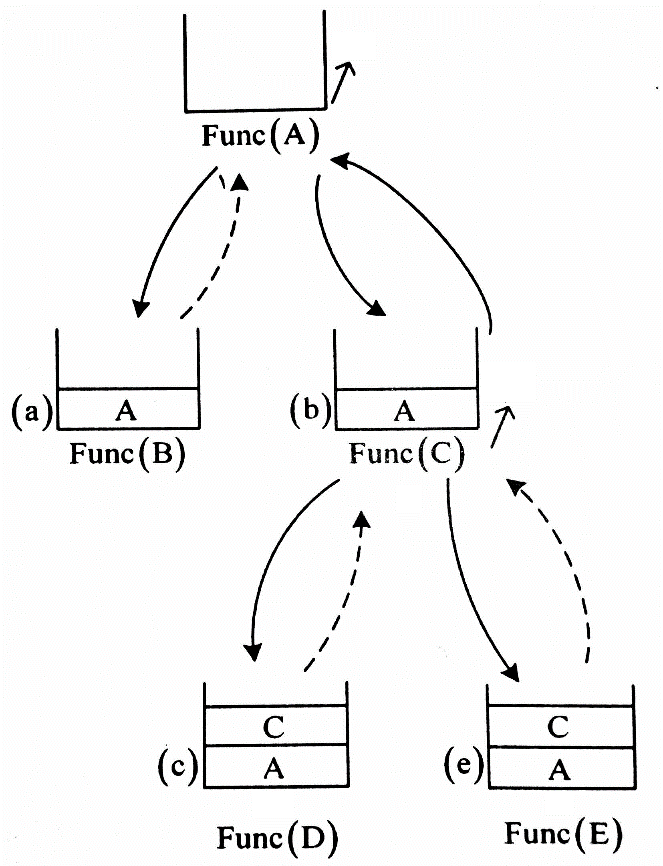 Func(A)
(a) A
Func(B)
(b) A
Func(C)
C
(c) A
Func(D)
C
(e) A
Func(E)